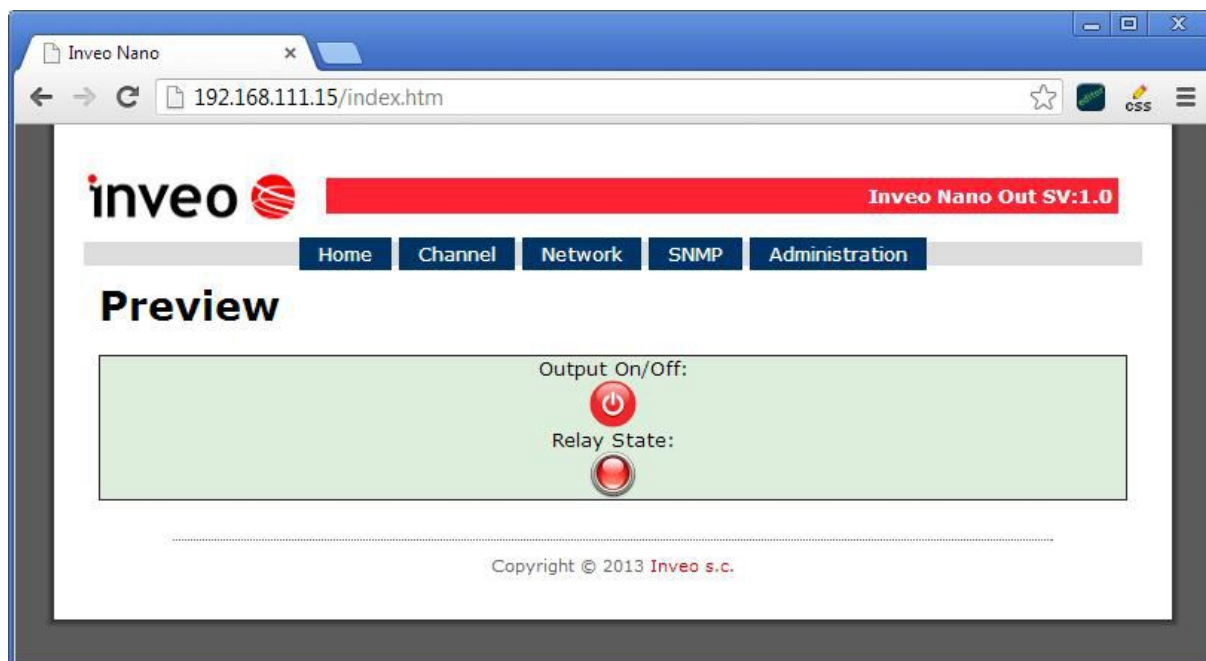 Inveo Nano
192.168.111.15/index.htm
editor
css
inveo
Inveo Nano Out SV:1.0
Home Channel Network SNMP Administration
Preview
Output On/Off:
Relay State:
Copyright © 2013 Inveo s.c.